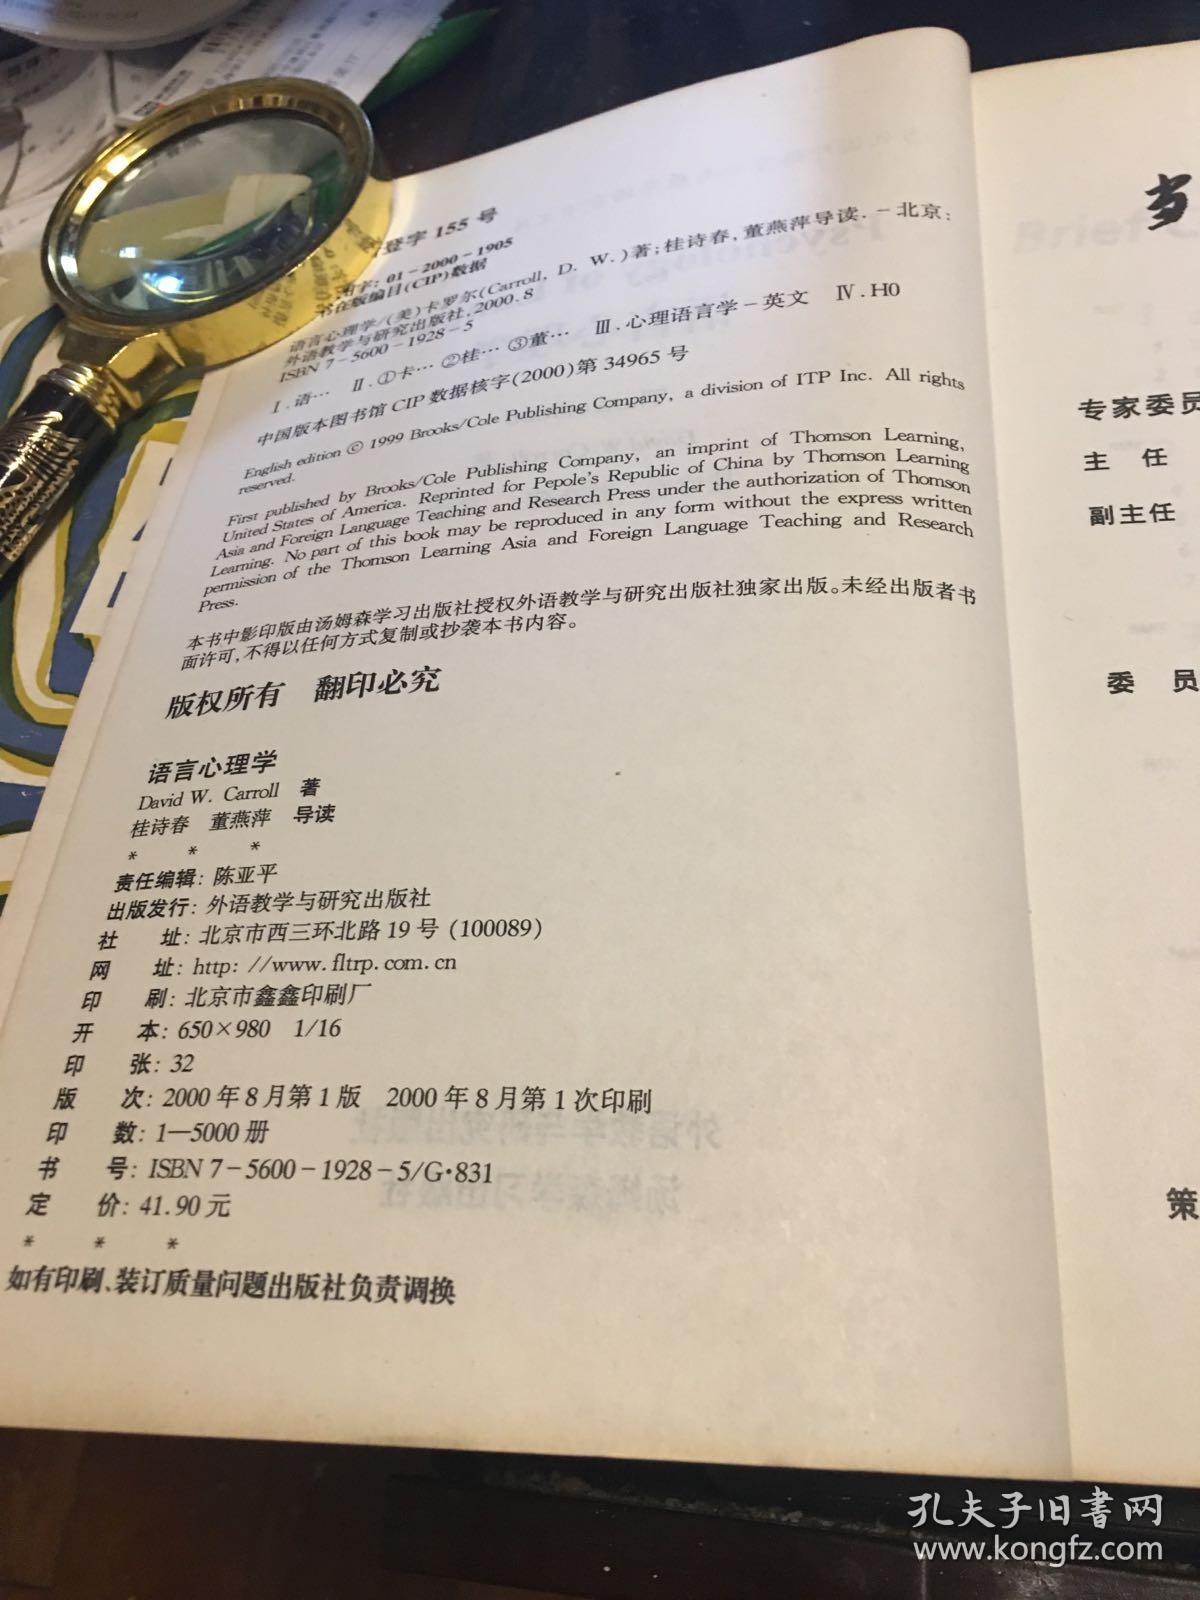 登字 155 号
字: 01-2000-1905
书在版编目(CIP)数据
语言心理学/(美)卡罗尔(Carroll, D. W.)著;桂诗春,董燕萍导读.-北京:
外语教学与研究出版社,2000.8
ISBN 7-5600-1928-5
Ⅰ.语… Ⅱ.①卡… ②桂… ③董… Ⅲ.心理语言学-英文 Ⅳ.H0
中国版本图书馆 CIP 数据核字(2000)第 34965 号
English edition © 1999 Brooks/Cole Publishing Company, a division of ITP Inc. All rights
reserved.
First published by Brooks/Cole Publishing Company, an imprint of Thomson Learning,
United States of America. Reprinted for Pepole's Republic of China by Thomson Learning
Asia and Foreign Language Teaching and Research Press under the authorization of Thomson
Learning. No part of this book may be reproduced in any form without the express written
permission of the Thomson Learning Asia and Foreign Language Teaching and Research
Press.
本书中影印版由汤姆森学习出版社授权外语教学与研究出版社独家出版。未经出版者书
面许可,不得以任何方式复制或抄袭本书内容。
版权所有 翻印必究
语言心理学
David W. Carroll 著
桂诗春 董燕萍 导读
* * *
责任编辑: 陈亚平
出版发行: 外语教学与研究出版社
社 址: 北京市西三环北路 19 号 (100089)
网 址: http: //www.fltrp.com.cn
印 刷: 北京市鑫鑫印刷厂
开 本: 650×980 1/16
印 张: 32
版 次: 2000 年 8 月第 1 版 2000 年 8 月第 1 次印刷
印 数: 1—5000 册
书 号: ISBN 7-5600-1928-5/G·831
定 价: 41.90 元
* * *
如有印刷、装订质量问题出版社负责调换
当
专家委员
主 任
副主任
委 员
策
孔夫子旧书网
www.kongfz.com